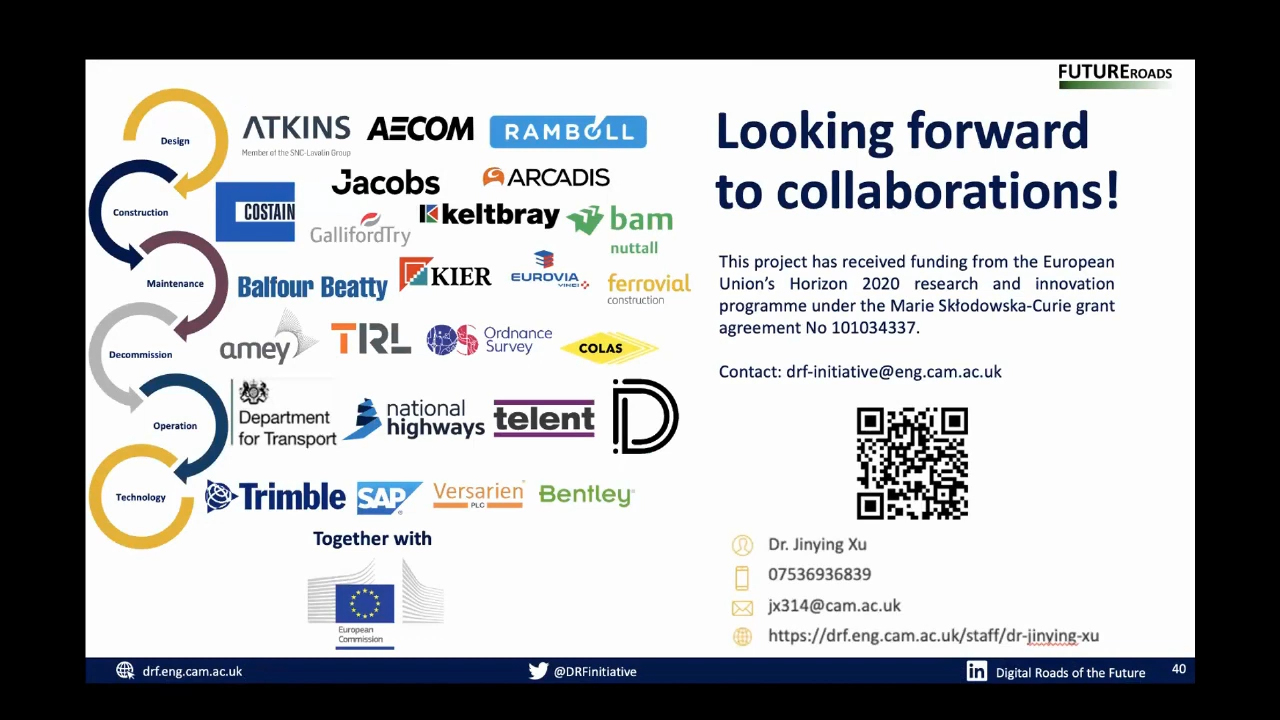 FUTUREROADS
Looking forward
to collaborations!
Design
Construction
Maintenance
Decommission
Operation
Technology
ATKINS
Member of the SNC-Lavalin Group
AECOM
RAMBOLL
Jacobs
ARCADIS
COSTAIN
GallifordTry
keltbray
bam
nuttall
Balfour Beatty
KIER
EUROVIA
VINCI
ferrovial
construction
amey
TRL
OS
Ordnance
Survey
COLAS
Department
for Transport
national
highways
telent
D
Trimble
SAP
Versarien
PLC
Bentley
Together with
European
Commission
This project has received funding from the European
Union's Horizon 2020 research and innovation
programme under the Marie Skłodowska-Curie grant
agreement No 101034337.
Contact: drf-initiative@eng.cam.ac.uk
Dr. Jinying Xu
07536936839
jx314@cam.ac.uk
https://drf.eng.cam.ac.uk/staff/dr-jinying-xu
drf.eng.cam.ac.uk
@DRFinitiative
in Digital Roads of the Future
40